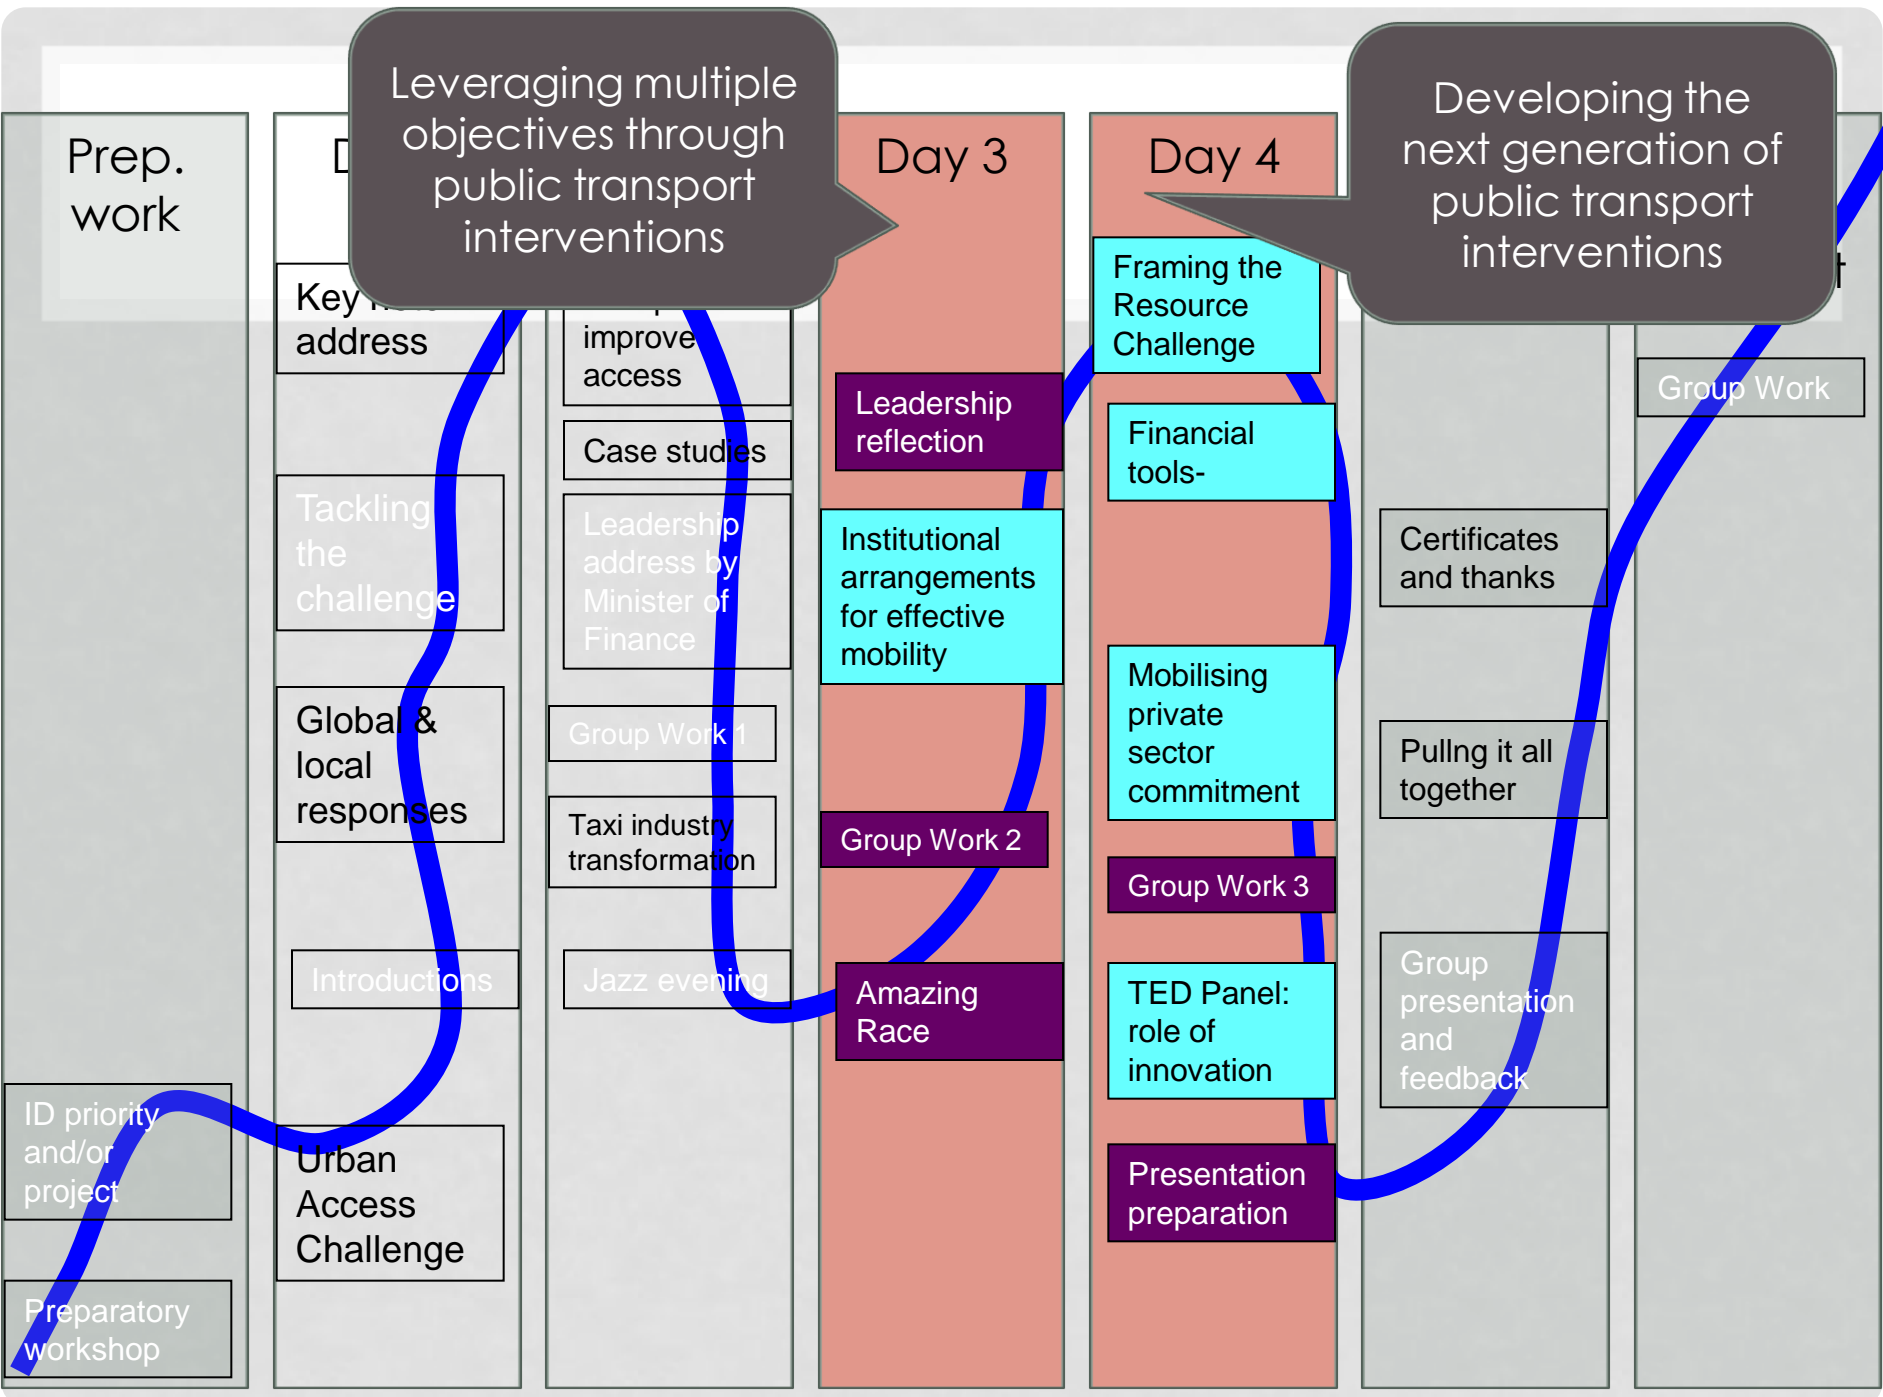 Leveraging multiple
objectives through
public transport
interventions
Developing the
next generation of
public transport
interventions
Prep.
work
Day 3
Day 4
Key
address
Tackling
the
challenge
Global &
local
responses
Introductions
Urban
Access
Challenge
ID priority
and/or
project
Preparatory
workshop
improve
access
Case studies
Leadership
address by
Minister of
Finance
Group Work 1
Taxi industry
transformation
Jazz evening
Leadership
reflection
Institutional
arrangements
for effective
mobility
Group Work 2
Amazing
Race
Framing the
Resource
Challenge
Financial
tools-
Mobilising
private
sector
commitment
Group Work 3
TED Panel:
role of
innovation
Presentation
preparation
Certificates
and thanks
Pullng it all
together
Group
presentation
and
feedback
Group Work